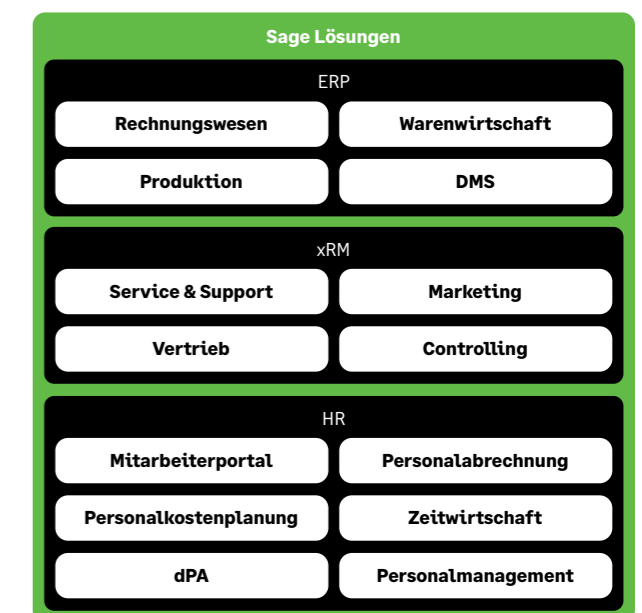 Sage Lösungen
ERP
Rechnungswesen
Warenwirtschaft
Produktion
DMS
xRM
Service & Support
Marketing
Vertrieb
Controlling
HR
Mitarbeiterportal
Personalabrechnung
Personalkostenplanung
Zeitwirtschaft
dPA
Personalmanagement